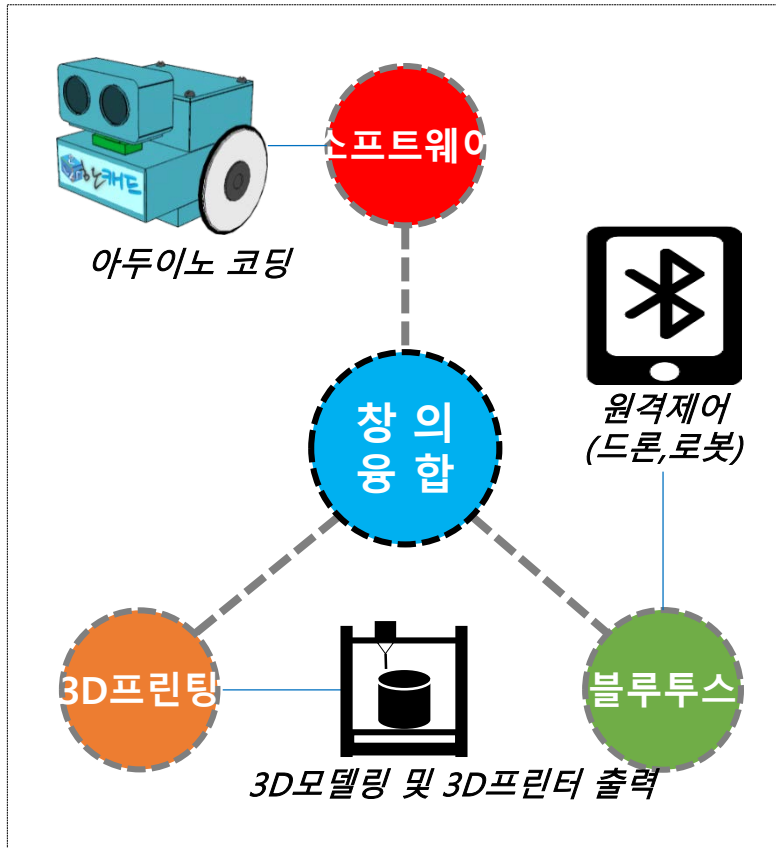 소프트웨어
아두이노 코딩
창 의
융 합
원격제어
(드론,로봇)
3D프린팅
블루투스
3D모델링 및 3D프린터 출력